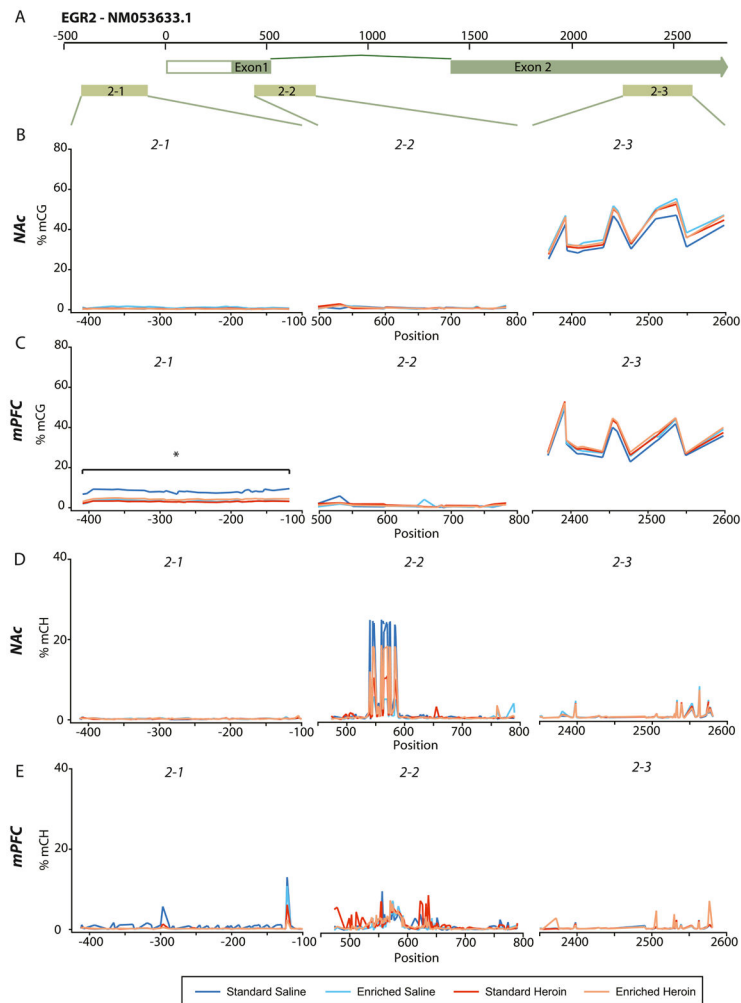 A
EGR2 - NM053633.1
-500 0 500 1000 1500 2000 2500
Exon1 Exon 2
2-1 2-2 2-3
B 2-1 2-2 2-3
NAc
% mCG
80
60
40
20
0
-400 -300 -200 -100 500 600 700 800 2400 2500 2600
Position
C 2-1 2-2 2-3
mPFC
% mCG
80
60
40
20
0
*
-400 -300 -200 -100 500 600 700 800 2400 2500 2600
Position
D 2-1 2-2 2-3
NAc
% mCH
40
20
0
-400 -300 -200 -100 500 600 700 800 2400 2500 2600
Position
E 2-1 2-2 2-3
mPFC
% mCH
40
20
0
-400 -300 -200 -100 500 600 700 800 2400 2500 2600
Position
Standard Saline Enriched Saline Standard Heroin Enriched Heroin